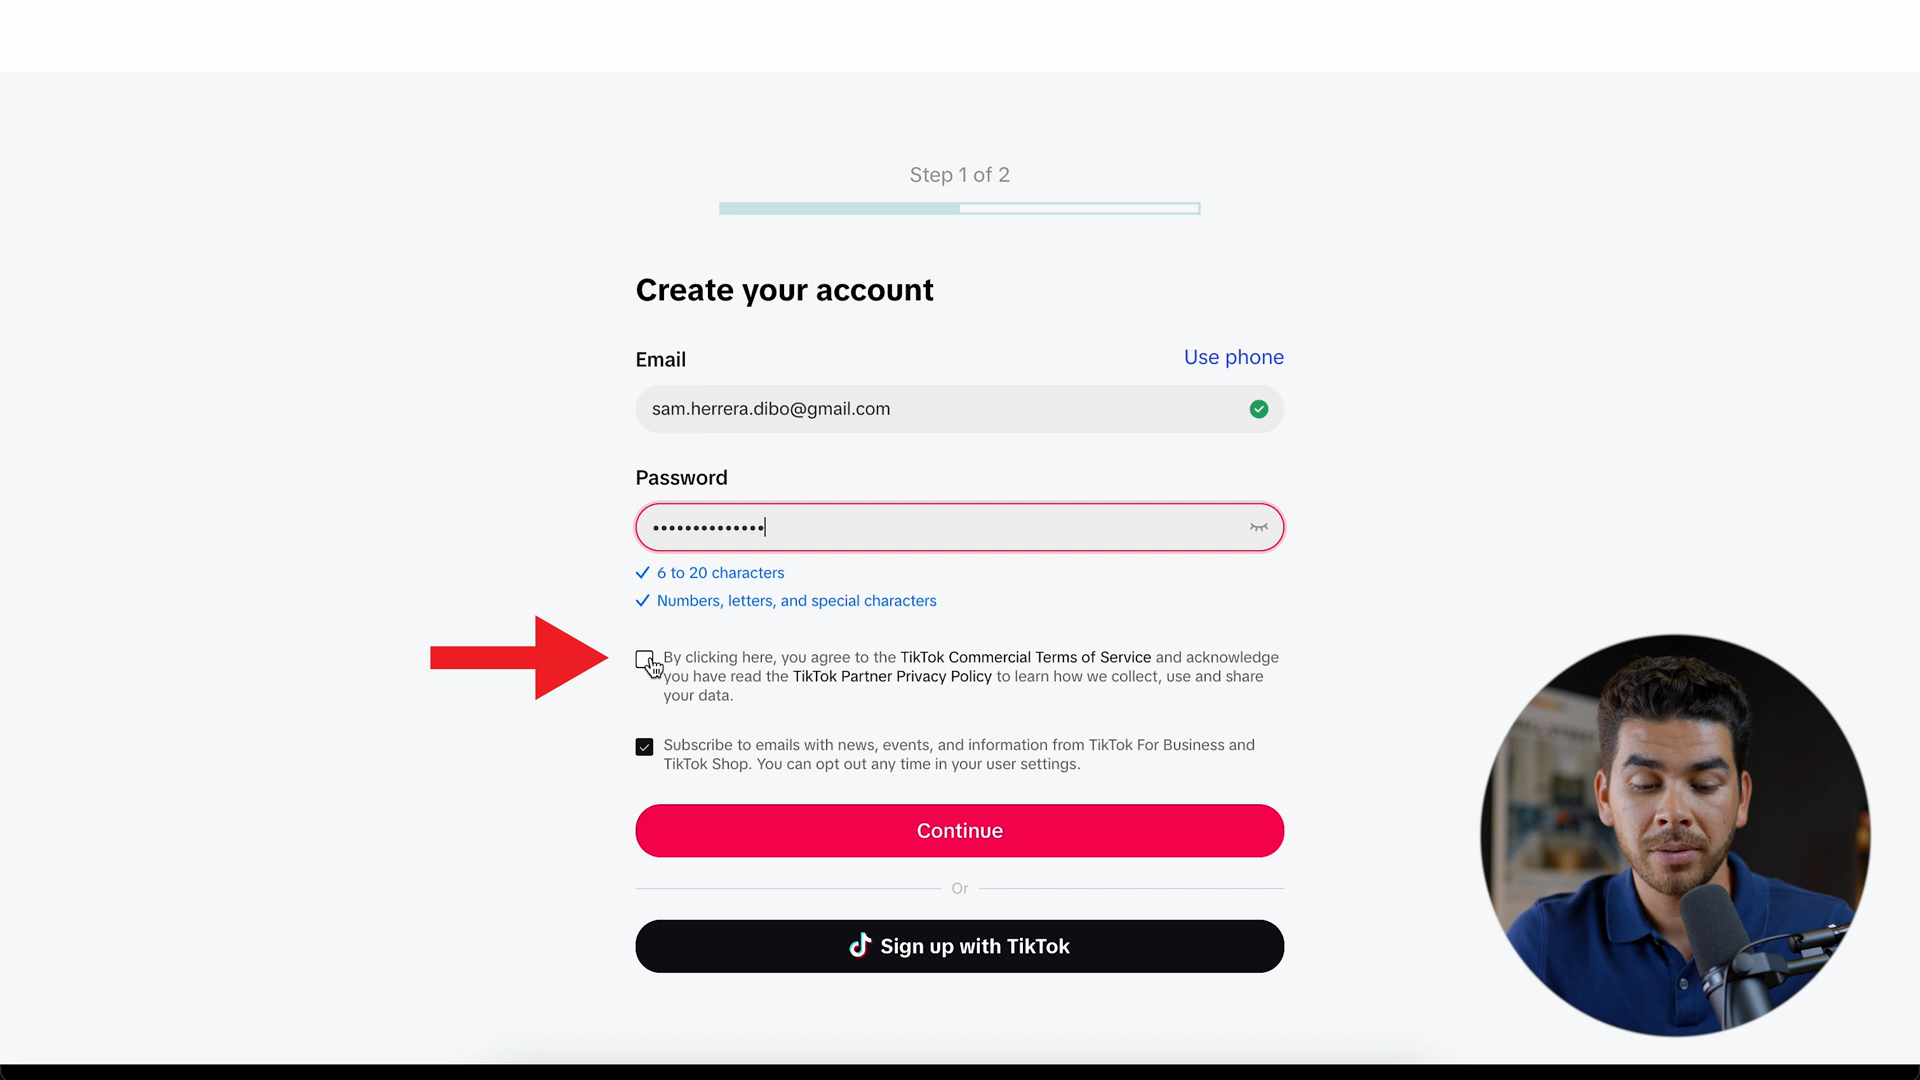 Step 1 of 2
Create your account
Email
Use phone
sam.herrera.dibo@gmail.com
Password
••••••••••••••
6 to 20 characters
Numbers, letters, and special characters
By clicking here, you agree to the TikTok Commercial Terms of Service and acknowledge
you have read the TikTok Partner Privacy Policy to learn how we collect, use and share
your data.
Subscribe to emails with news, events, and information from TikTok For Business and
TikTok Shop. You can opt out any time in your user settings.
Continue
Or
Sign up with TikTok